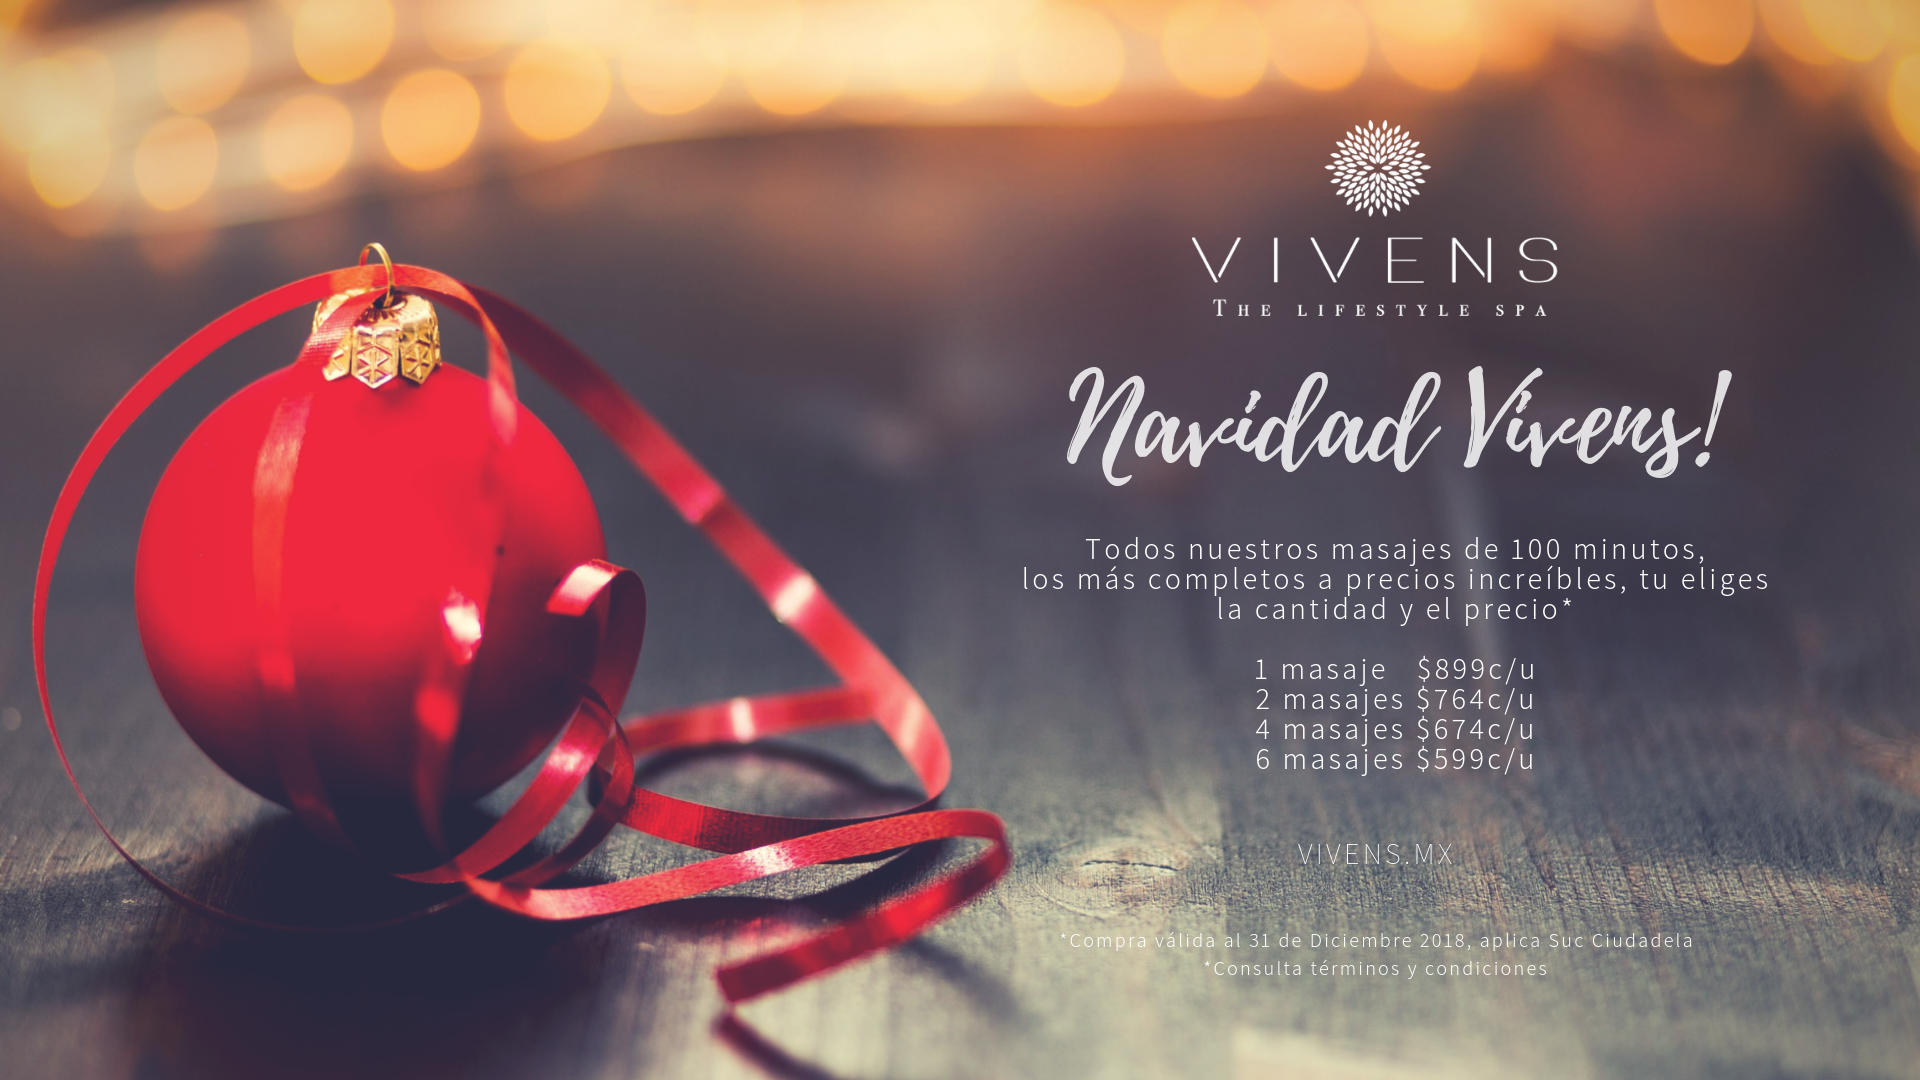 VIVENS
THE LIFESTYLE SPA
Navidad Vivens!
Todos nuestros masajes de 100 minutos,
los más completos a precios increíbles, tu eliges
la cantidad y el precio*
1 masaje $899c/u
2 masajes $764c/u
4 masajes $674c/u
6 masajes $599c/u
VIVENS.MX
*Compra válida al 31 de Diciembre 2018, aplica Suc Ciudadela
*Consulta términos y condiciones